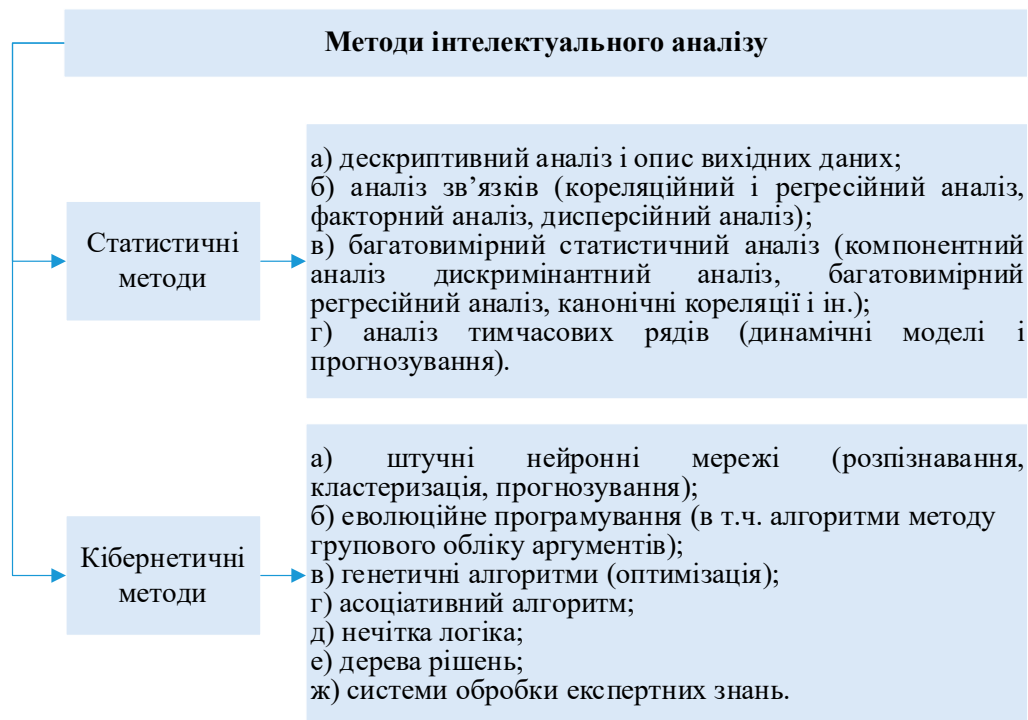 Методи інтелектуального аналізу
Статистичні
методи
а) дескриптивний аналіз і опис вихідних даних;
б) аналіз зв’язків (кореляційний і регресійний аналіз,
факторний аналіз, дисперсійний аналіз);
в) багатовимірний статистичний аналіз (компонентний
аналіз дискримінантний аналіз, багатовимірний
регресійний аналіз, канонічні кореляції і ін.);
г) аналіз тимчасових рядів (динамічні моделі і
прогнозування).
Кібернетичні
методи
а) штучні нейронні мережі (розпізнавання,
кластеризація, прогнозування);
б) еволюційне програмування (в т.ч. алгоритми методу
групового обліку аргументів);
в) генетичні алгоритми (оптимізація);
г) асоціативний алгоритм;
д) нечітка логіка;
е) дерева рішень;
ж) системи обробки експертних знань.